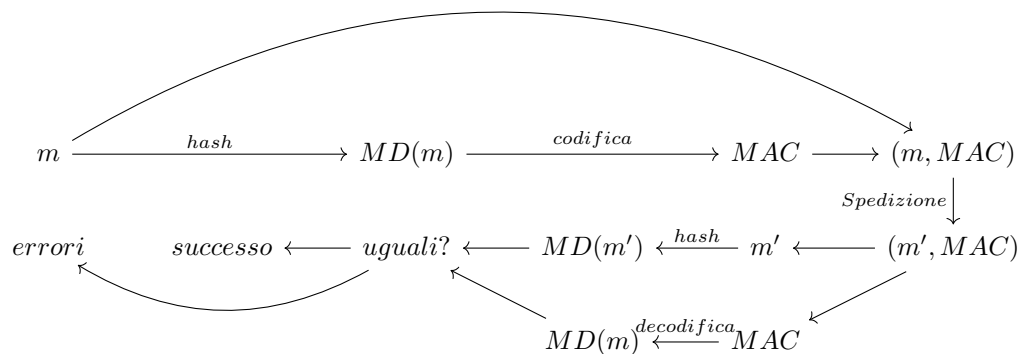 hash codifica
m MD(m) MAC (m, MAC)
Spedizione
errori successo uguali? MD(m′) hash m′ (m′, MAC)
MD(m) decodifica MAC